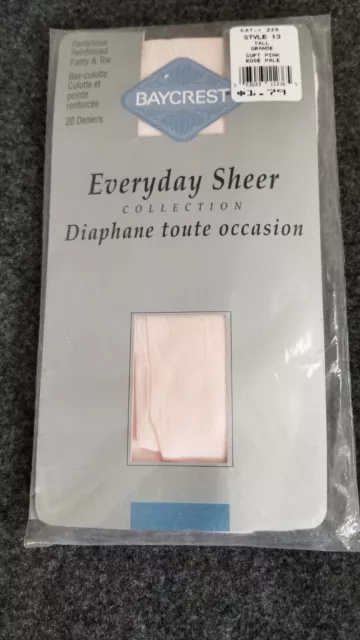 Pantyhose
Reinforced
Panty & Toe
Bas-culotte
Culotte et
pointe
renforcée
20 Deniers
BAYCREST
STYLE 13
TALL
GRANDE
SOFT PINK
ROSE PALE
$1.79
Everyday Sheer
COLLECTION
Diaphane toute occasion